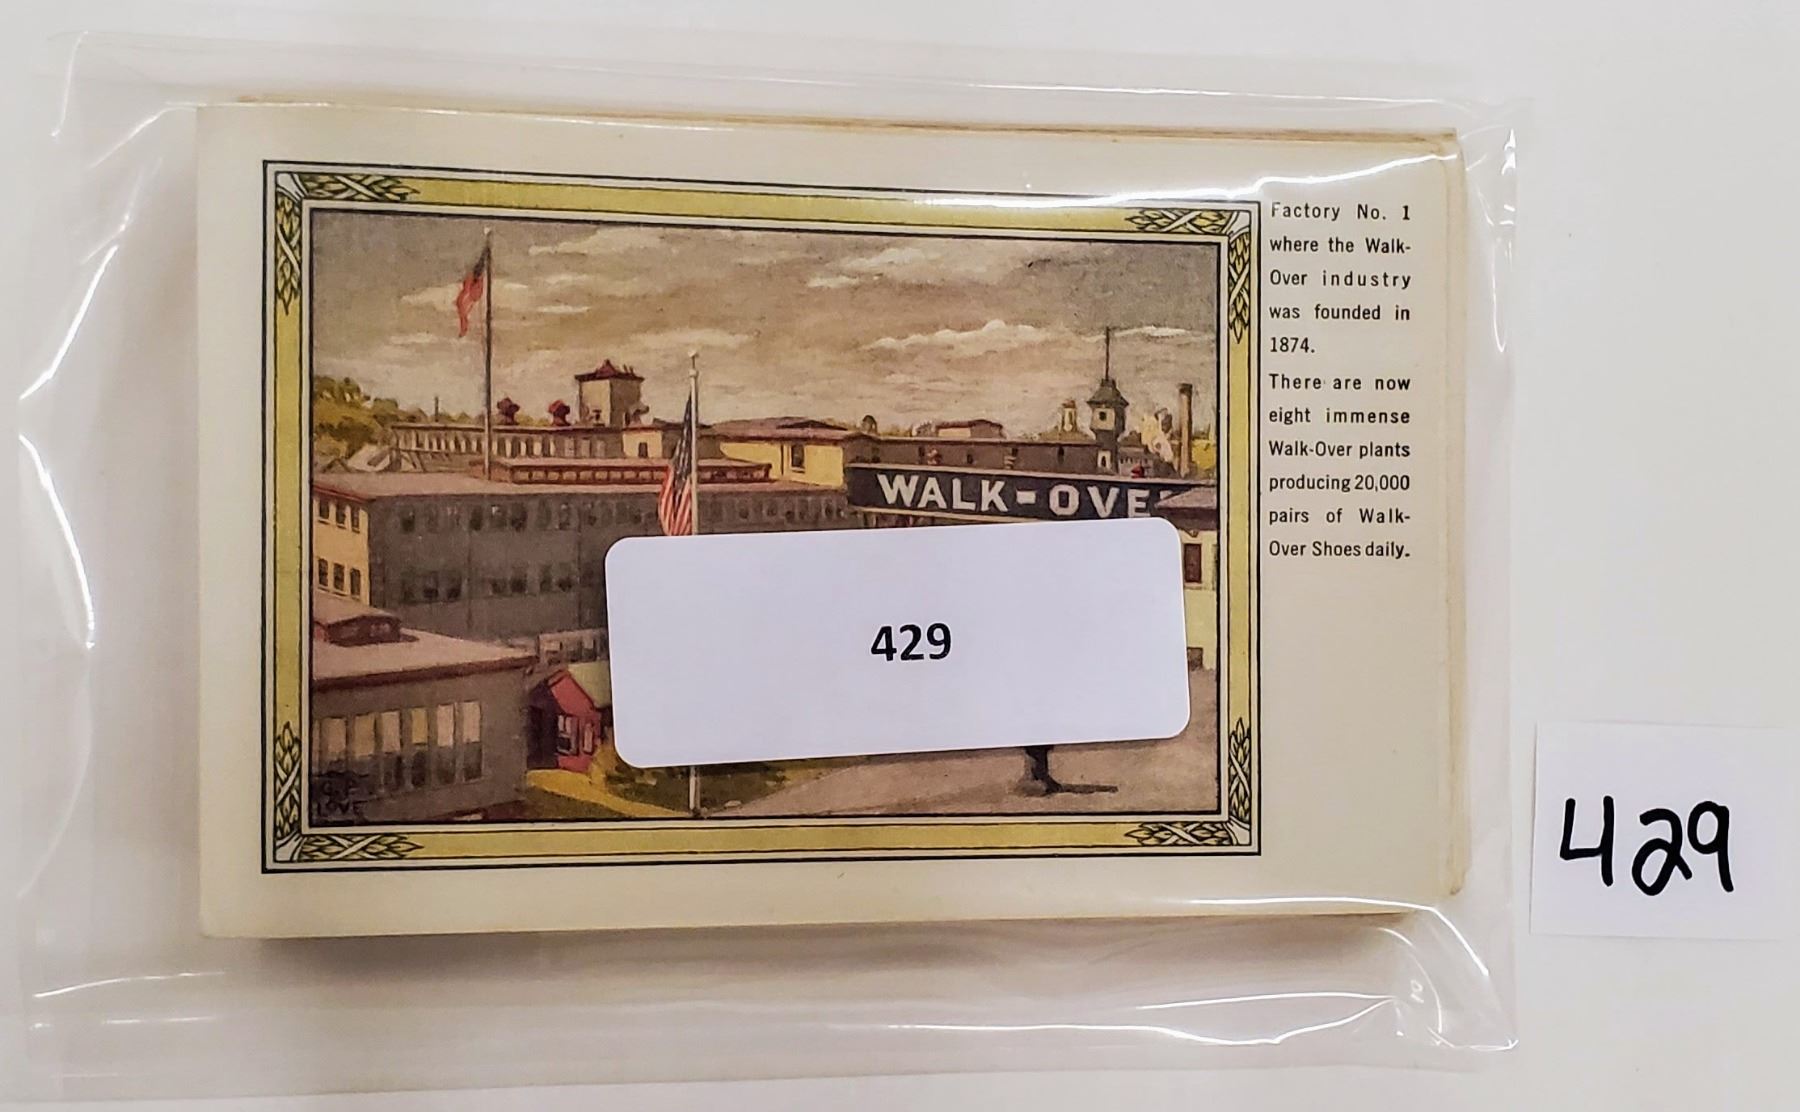 Factory No. 1
where the Walk-
Over industry
was founded in
1874.
There are now
eight immense
Walk-Over plants
producing 20,000
pairs of Walk-
Over Shoes daily.
WALK-OVE
429
G. F.
LOVE
429